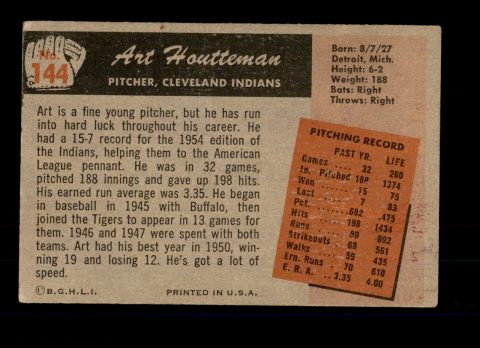 No.
144
Art Houtteman
PITCHER, CLEVELAND INDIANS
Born: 8/7/27
Detroit, Mich.
Height: 6-2
Weight: 188
Bats: Right
Throws: Right
Art is a fine young pitcher, but he has run
into hard luck throughout his career. He
had a 15-7 record for the 1954 edition of
the Indians, helping them to the American
League pennant. He was in 32 games,
pitched 188 innings and gave up 198 hits.
His earned run average was 3.35. He began
in baseball in 1945 with Buffalo, then
joined the Tigers to appear in 13 games for
them. 1946 and 1947 were spent with both
teams. Art had his best year in 1950, win-
ning 19 and losing 12. He's got a lot of
speed.
PITCHING RECORD
PAST YR. LIFE
Games 32 260
In. Pitched 188 1374
Won 15 75
Lost 7 83
Pct. .682 .475
Hits 198 1434
Runs 80 692
Strikeouts 68 561
Walks 59 435
Ern. Runs 70 610
E. R. A. 3.35 4.00
B.G.H.L.I. PRINTED IN U.S.A.